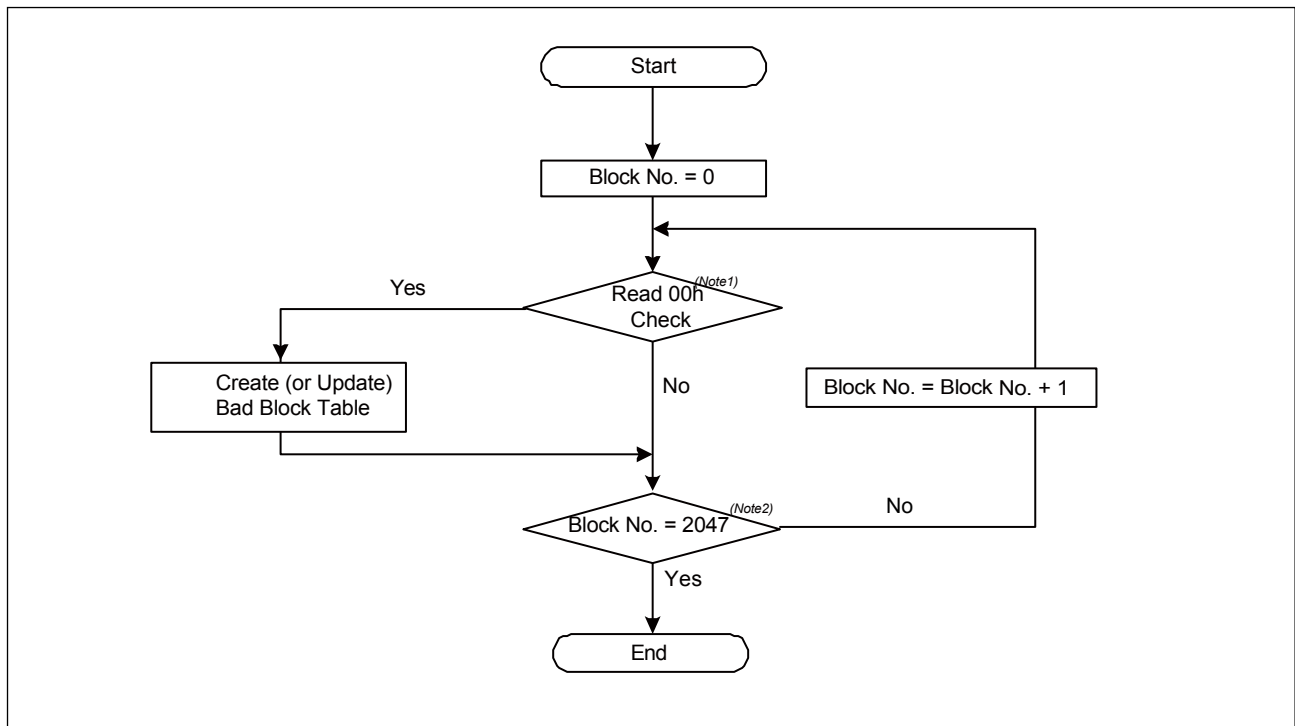 Start
Block No. = 0
(Note1)
Yes
Read 00h
Check
Create (or Update)
Bad Block Table
No
Block No. = Block No. + 1
(Note2)
Block No. = 2047
No
Yes
End